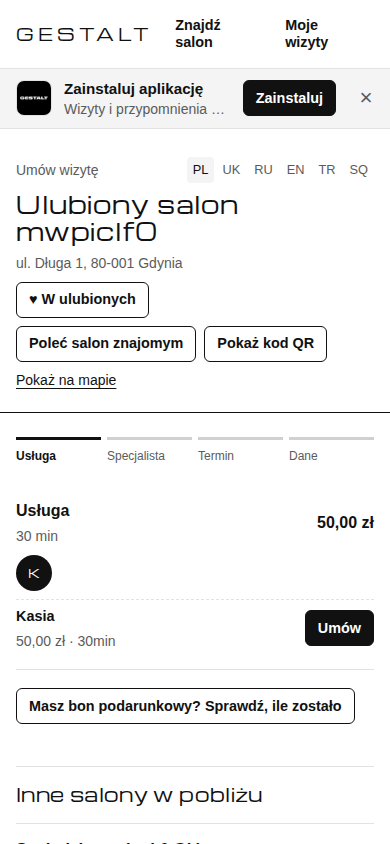 GESTALT
Znajdź salon
Moje wizyty
GESTALT
Zainstaluj aplikację
Wizyty i przypomnienia …
Zainstaluj
×
Umów wizytę
PL UK RU EN TR SQ
Ulubiony salon
mwpiclf0
ul. Długa 1, 80-001 Gdynia
♥ W ulubionych
Poleć salon znajomym
Pokaż kod QR
Pokaż na mapie
Usługa
Specjalista
Termin
Dane
Usługa
50,00 zł
30 min
K
Kasia
50,00 zł · 30min
Umów
Masz bon podarunkowy? Sprawdź, ile zostało
Inne salony w pobliżu